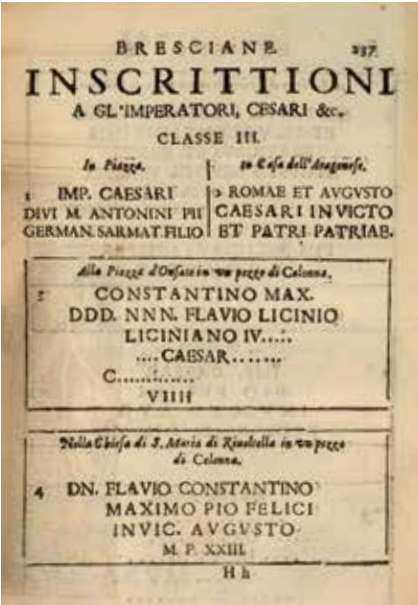 BRESCIANE. 237
INSCRITTIONI
A GL'IMPERATORI, CESARI &c.
CLASSE III.
In Piazza.
1 IMP. CAESARI
DIVI M. ANTONINI PII
GERMAN. SARMAT. FILIO
In Casa dell'Aragonese.
2 ROMAE ET AVGVSTO
CAESARI INVICTO
ET PATRI PATRIAE.
Alla Piazza d'Onsato in un pezzo di Colonna.
3 CONSTANTINO MAX.
DDD. NNN. FLAVIO LICINIO
LICINIANO IV.....
....CAESAR.......
C............
VIIII
Nella Chiesa di S. Maria di Rivoltella in un pezzo
di Colonna.
4 DN. FLAVIO CONSTANTINO
MAXIMO PIO FELICI
INVIC. AVGVSTO
M. P. XXIII.
H h